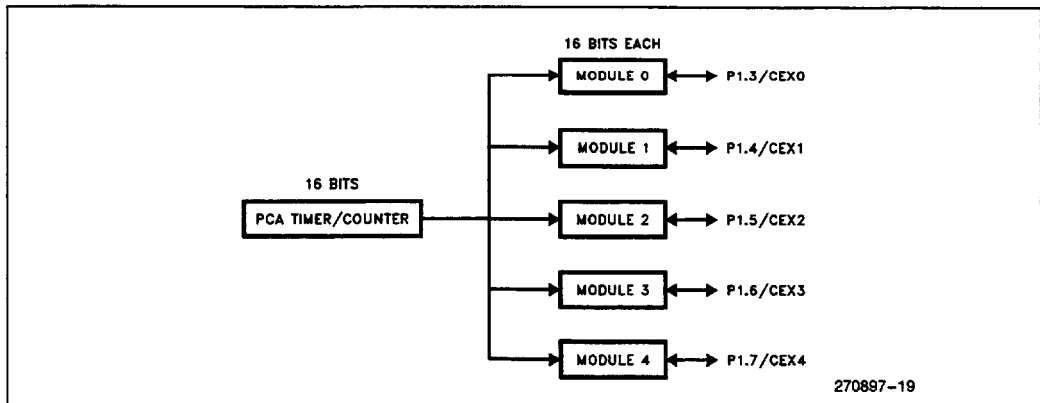 16 BITS EACH
MODULE 0 P1.3/CEX0
MODULE 1 P1.4/CEX1
16 BITS
PCA TIMER/COUNTER
MODULE 2 P1.5/CEX2
MODULE 3 P1.6/CEX3
MODULE 4 P1.7/CEX4
270897-19